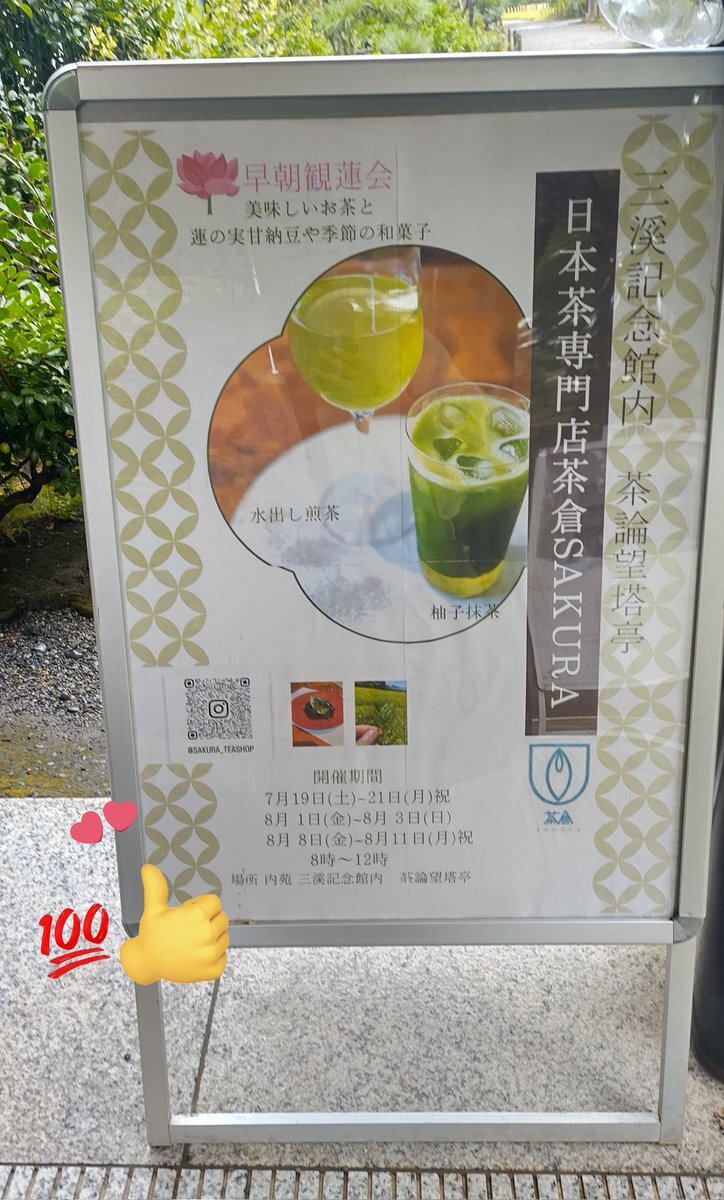 早朝観蓮会
美味しいお茶と
蓮の実甘納豆や季節の和菓子
三溪記念館内 茶論望塔亭
日本茶専門店茶倉SAKURA
水出し煎茶
柚子抹茶
@SAKURA_TEASHOP
茶倉
SAKURA
開催期間
7月19日(土)~21日(月)祝
8月 1日(金)~8月 3日(日)
8月 8日(金)~8月11日(月)祝
8時〜12時
場所 内苑 三溪記念館内 茶論望塔亭
100